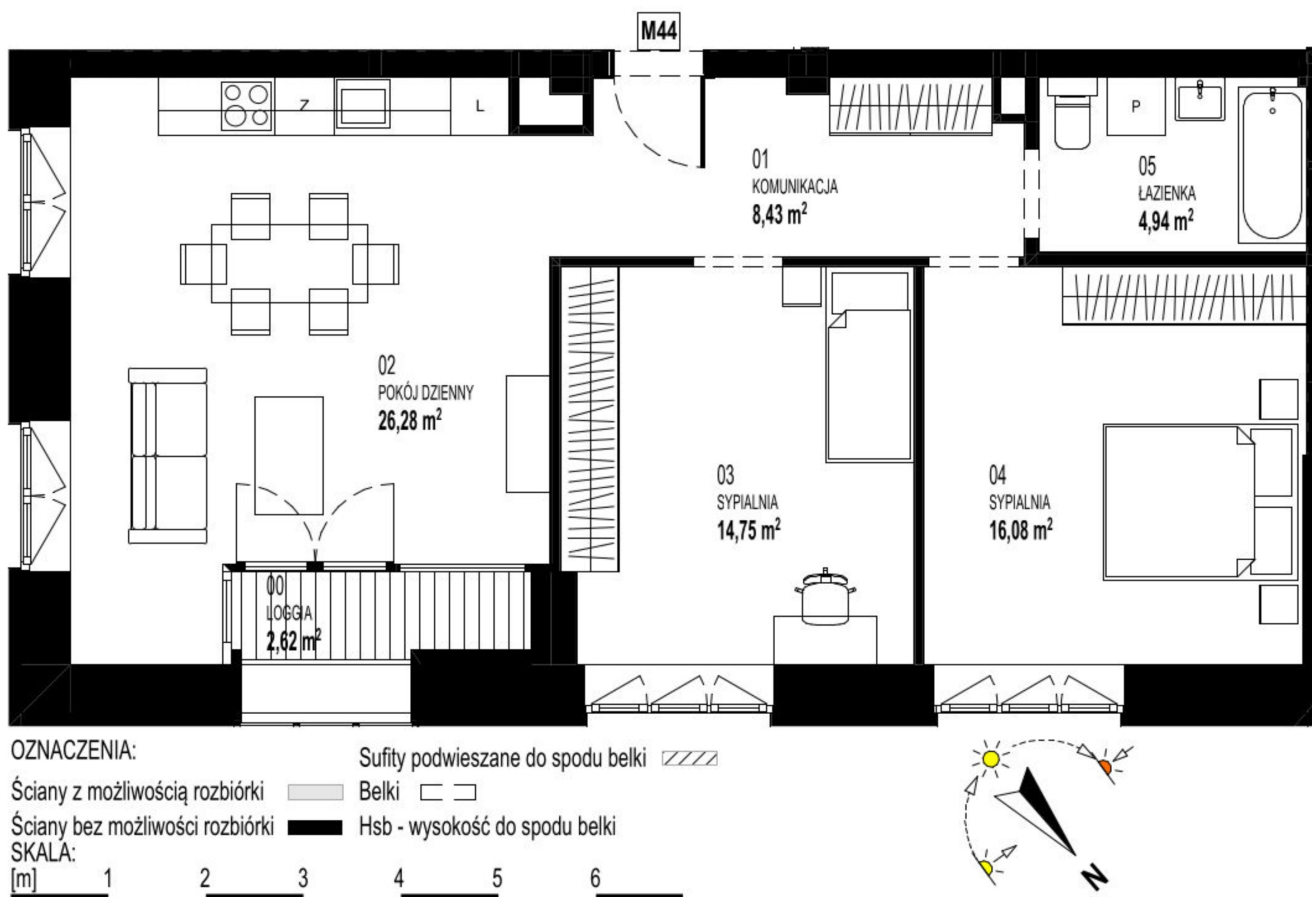 M44
Z
L
P
01
KOMUNIKACJA
8,43 m²
05
ŁAZIENKA
4,94 m²
02
POKÓJ DZIENNY
26,28 m²
03
SYPIALNIA
14,75 m²
04
SYPIALNIA
16,08 m²
00
LOGGIA
2,62 m²
OZNACZENIA:
Sufity podwieszane do spodu belki
Ściany z możliwością rozbiórki
Belki
Ściany bez możliwości rozbiórki
Hsb - wysokość do spodu belki
SKALA:
[m] 1 2 3 4 5 6
N